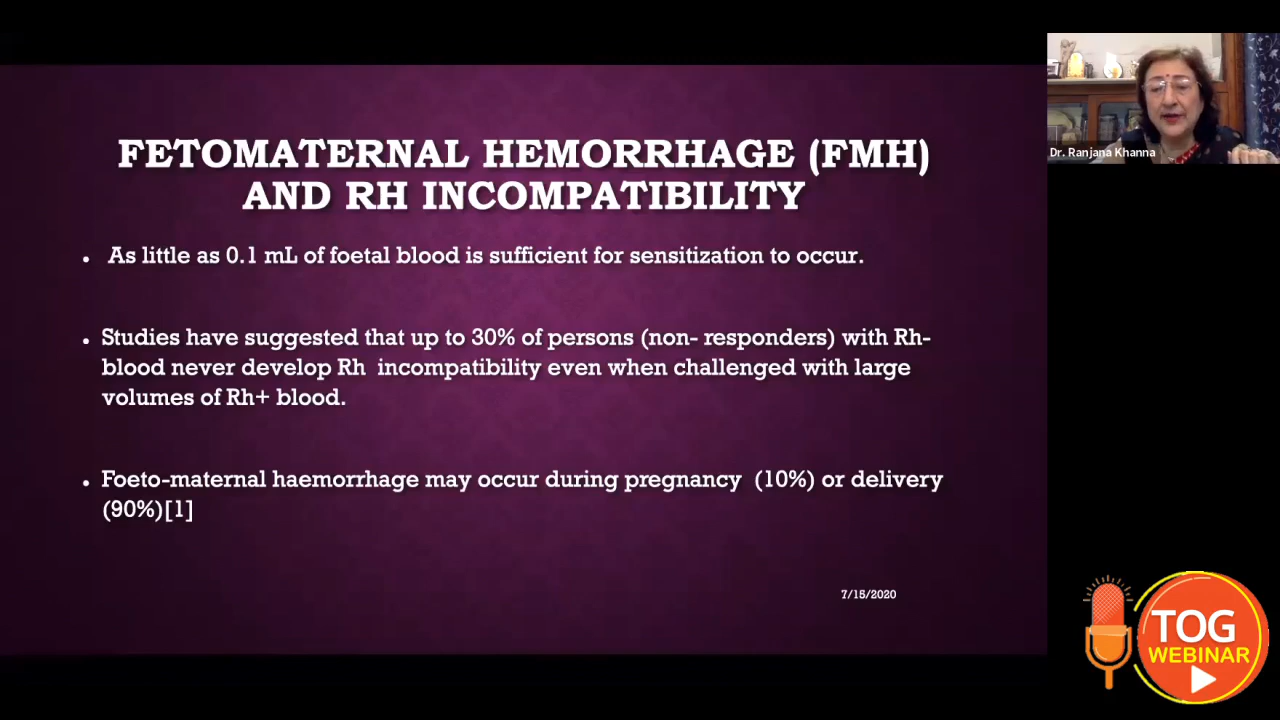 FETOMATERNAL HEMORRHAGE (FMH)
AND RH INCOMPATIBILITY
• As little as 0.1 mL of foetal blood is sufficient for sensitization to occur.
• Studies have suggested that up to 30% of persons (non- responders) with Rh-
blood never develop Rh incompatibility even when challenged with large
volumes of Rh+ blood.
• Foeto-maternal haemorrhage may occur during pregnancy (10%) or delivery
(90%)[1]
7/15/2020
Dr. Ranjana Khanna
TOG
WEBINAR